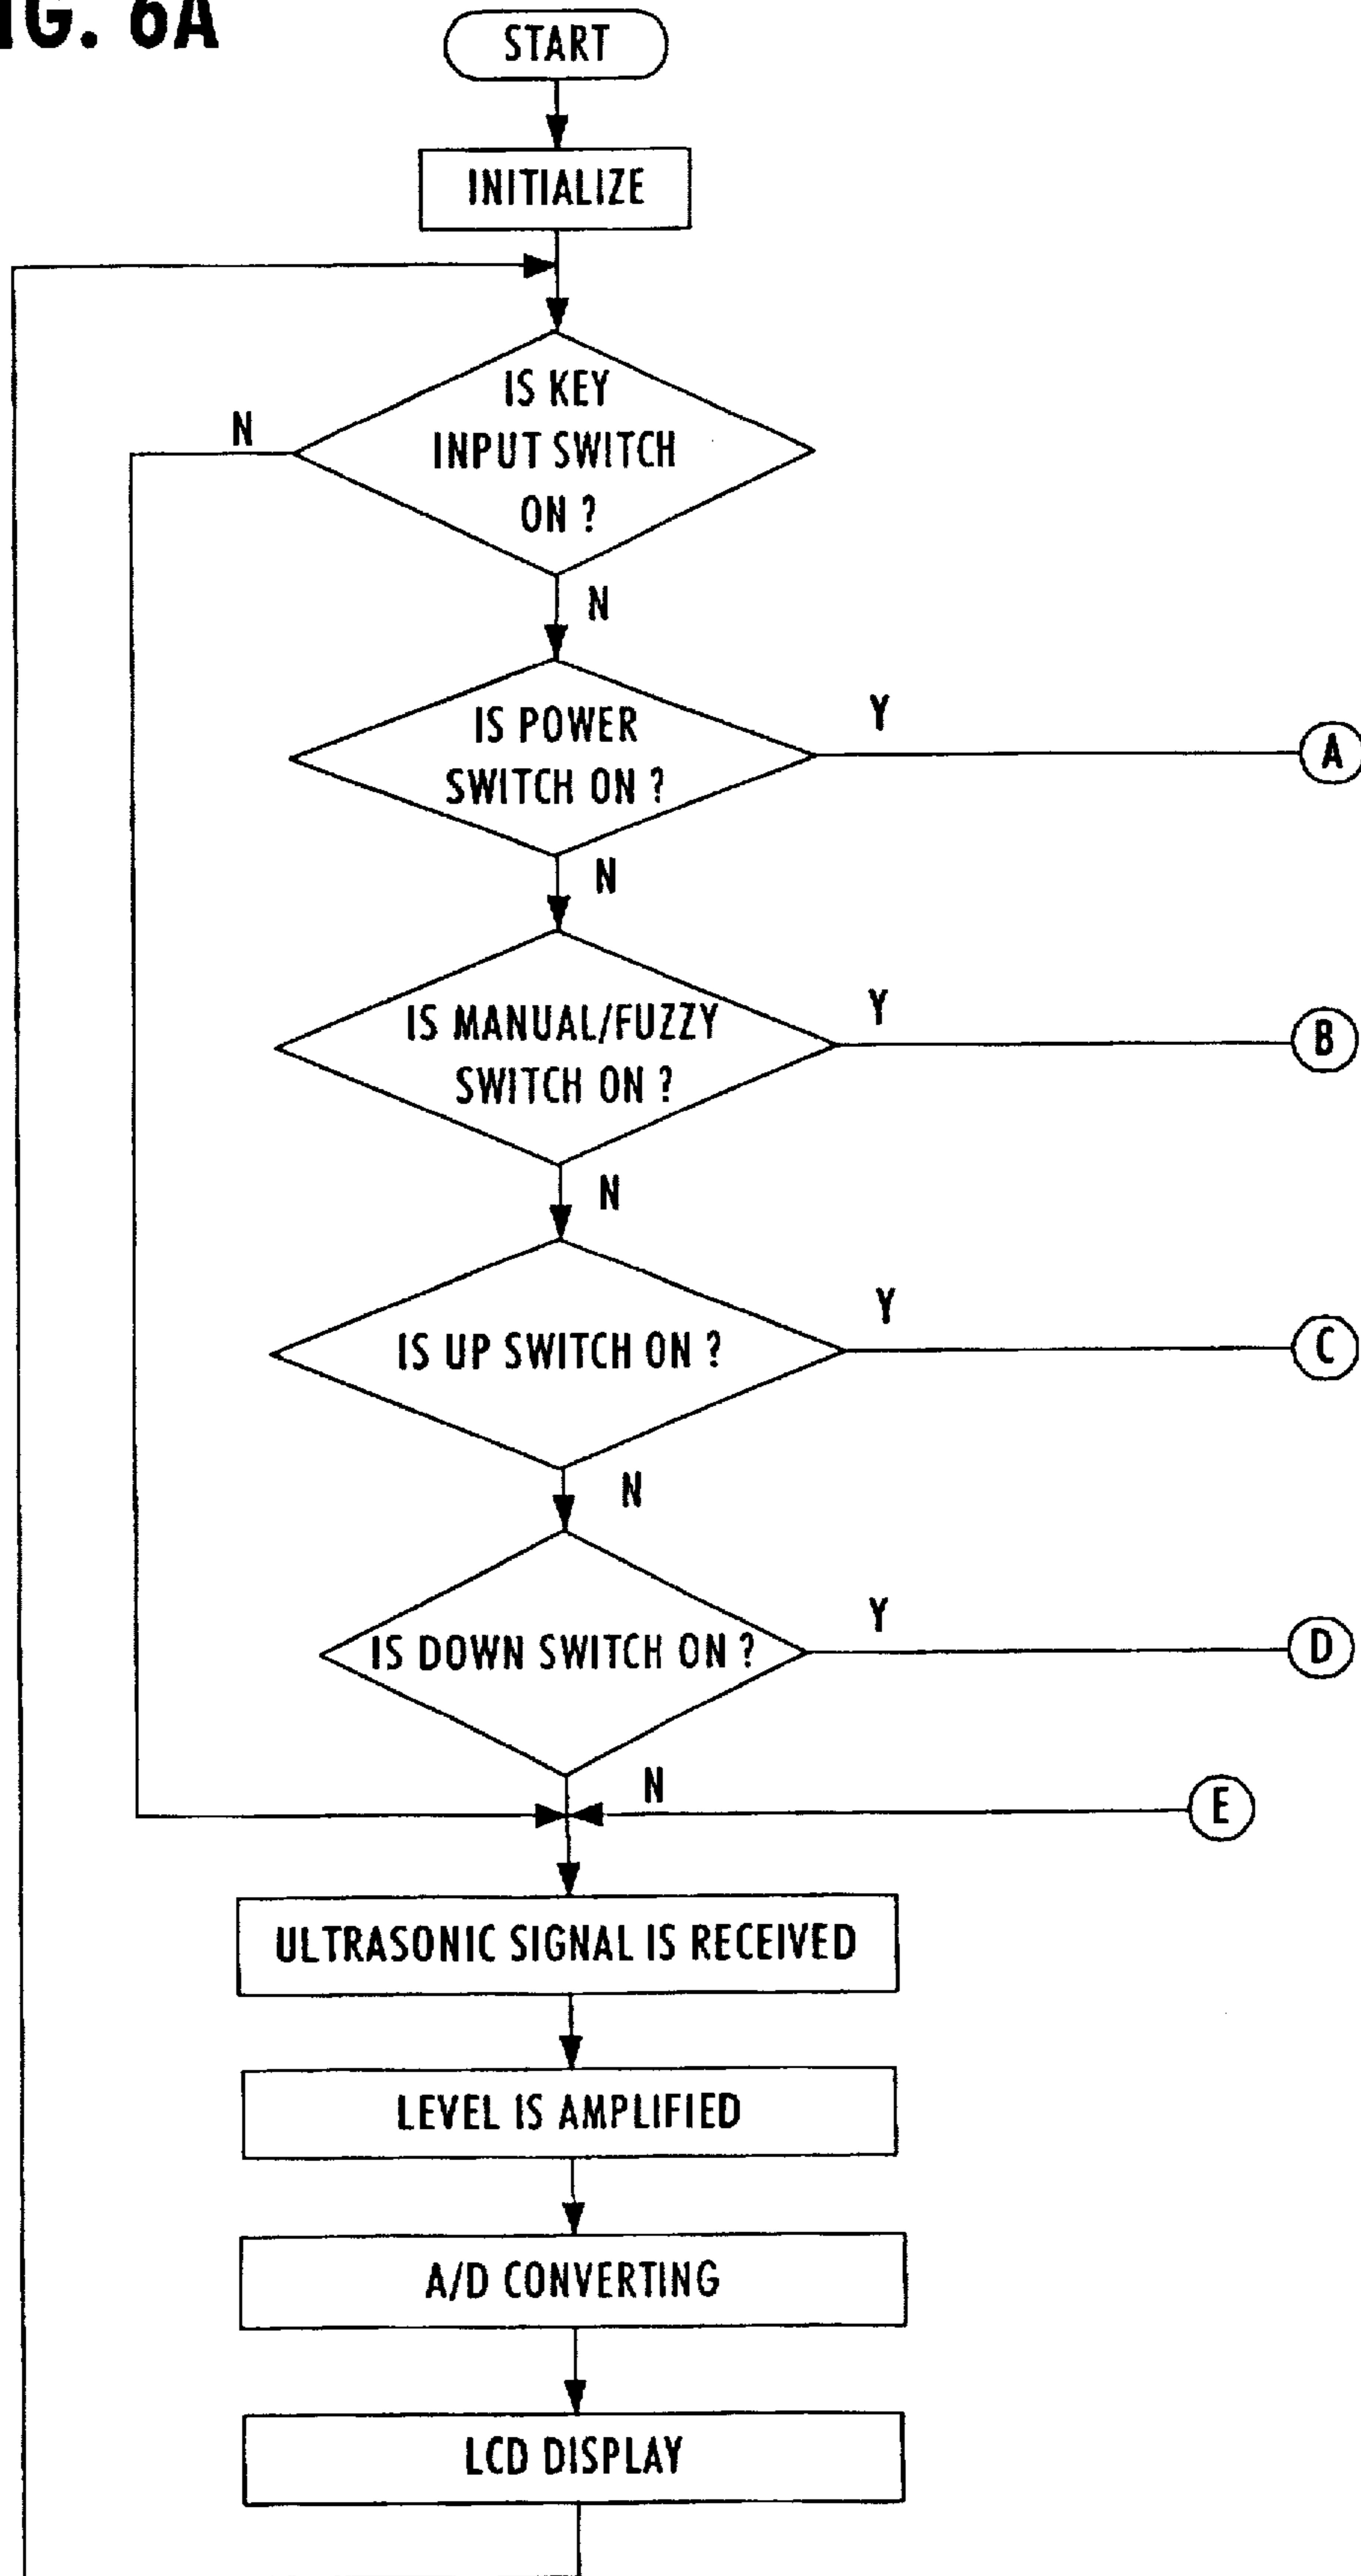 IG. 6A
START
INITIALIZE
IS KEY
INPUT SWITCH
ON ?
N
N
IS POWER
SWITCH ON ?
Y
A
N
IS MANUAL/FUZZY
SWITCH ON ?
Y
B
N
IS UP SWITCH ON ?
Y
C
N
IS DOWN SWITCH ON ?
Y
D
N
E
ULTRASONIC SIGNAL IS RECEIVED
LEVEL IS AMPLIFIED
A/D CONVERTING
LCD DISPLAY